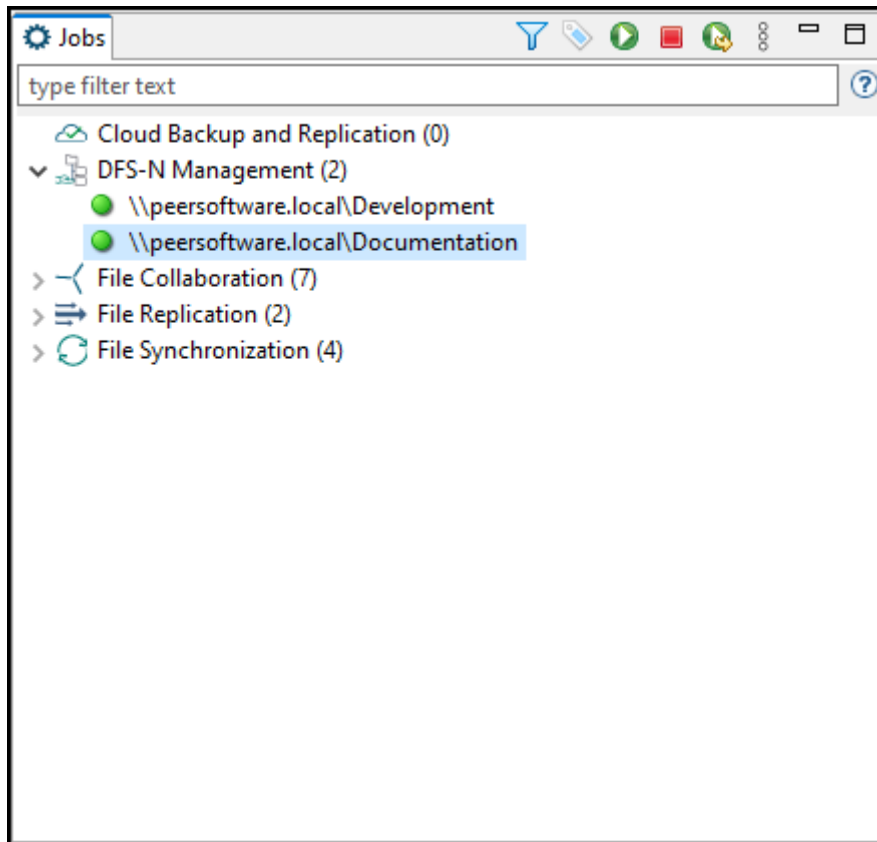 Jobs
type filter text
Cloud Backup and Replication (0)
DFS-N Management (2)
\\peersoftware.local\Development
\\peersoftware.local\Documentation
File Collaboration (7)
File Replication (2)
File Synchronization (4)